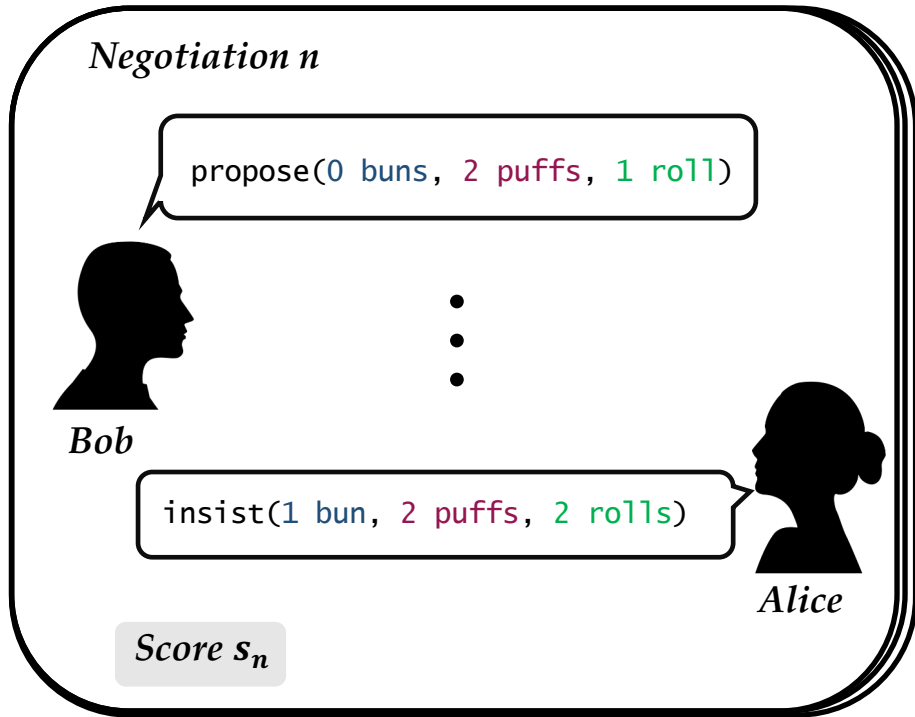 Negotiation n
propose(0 buns, 2 puffs, 1 roll)
Bob
insist(1 bun, 2 puffs, 2 rolls)
Alice
Score sₙ